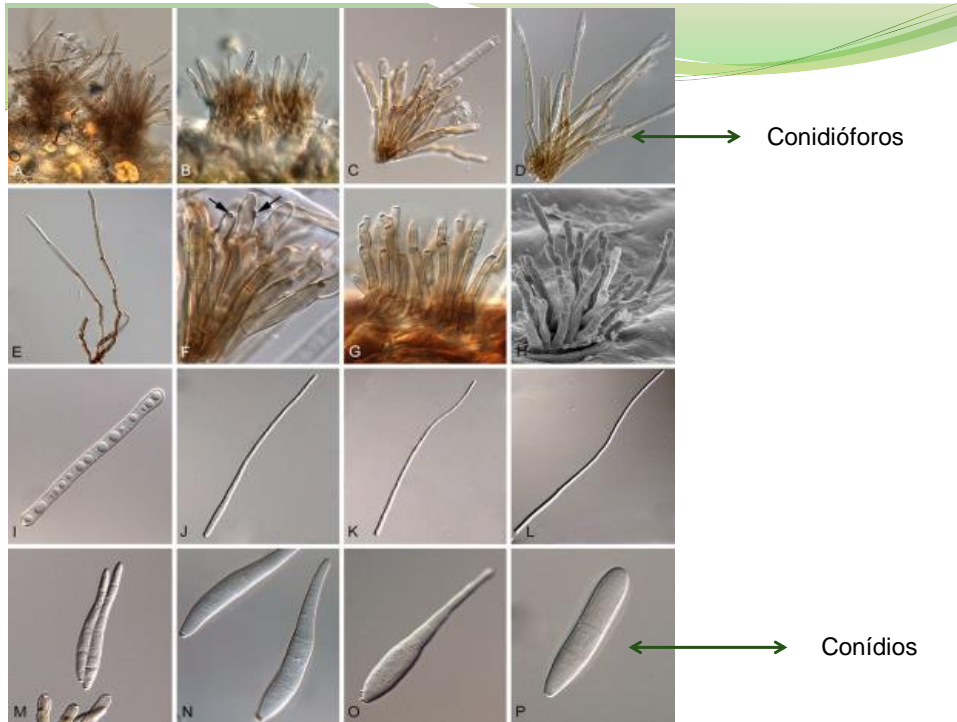 A B C D
Conidióforos
E F G H
I J K L
M N O P
Conídios